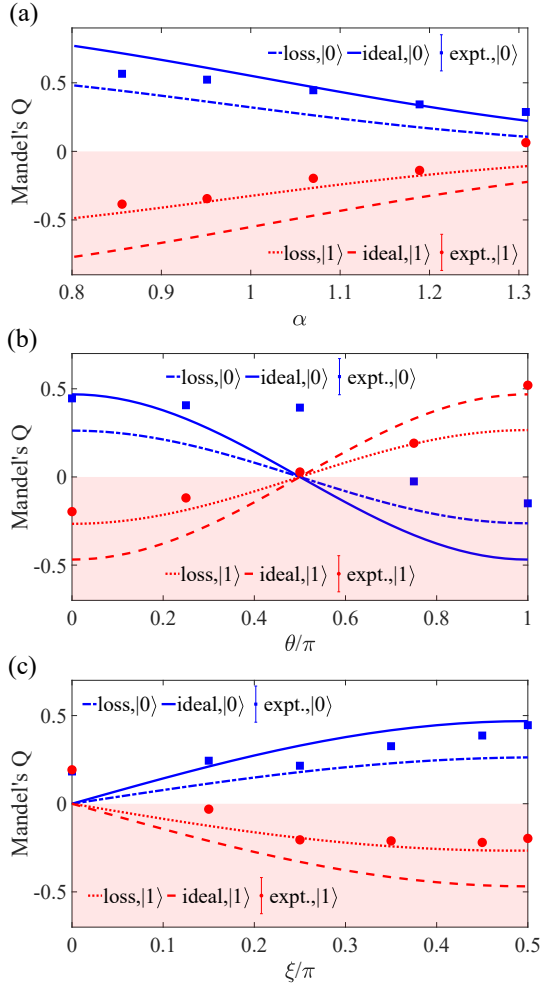 (a)
loss,|0⟩ ideal,|0⟩ expt.,|0⟩
0.5
0
-0.5
Mandel's Q
loss,|1⟩ ideal,|1⟩ expt.,|1⟩
0.8 0.9 1 1.1 1.2 1.3
α
(b)
loss,|0⟩ ideal,|0⟩ expt.,|0⟩
0.5
0
-0.5
Mandel's Q
loss,|1⟩ ideal,|1⟩ expt.,|1⟩
0 0.2 0.4 0.6 0.8 1
θ/π
(c)
loss,|0⟩ ideal,|0⟩ expt.,|0⟩
0.5
0
-0.5
Mandel's Q
loss,|1⟩ ideal,|1⟩ expt.,|1⟩
0 0.1 0.2 0.3 0.4 0.5
ξ/π